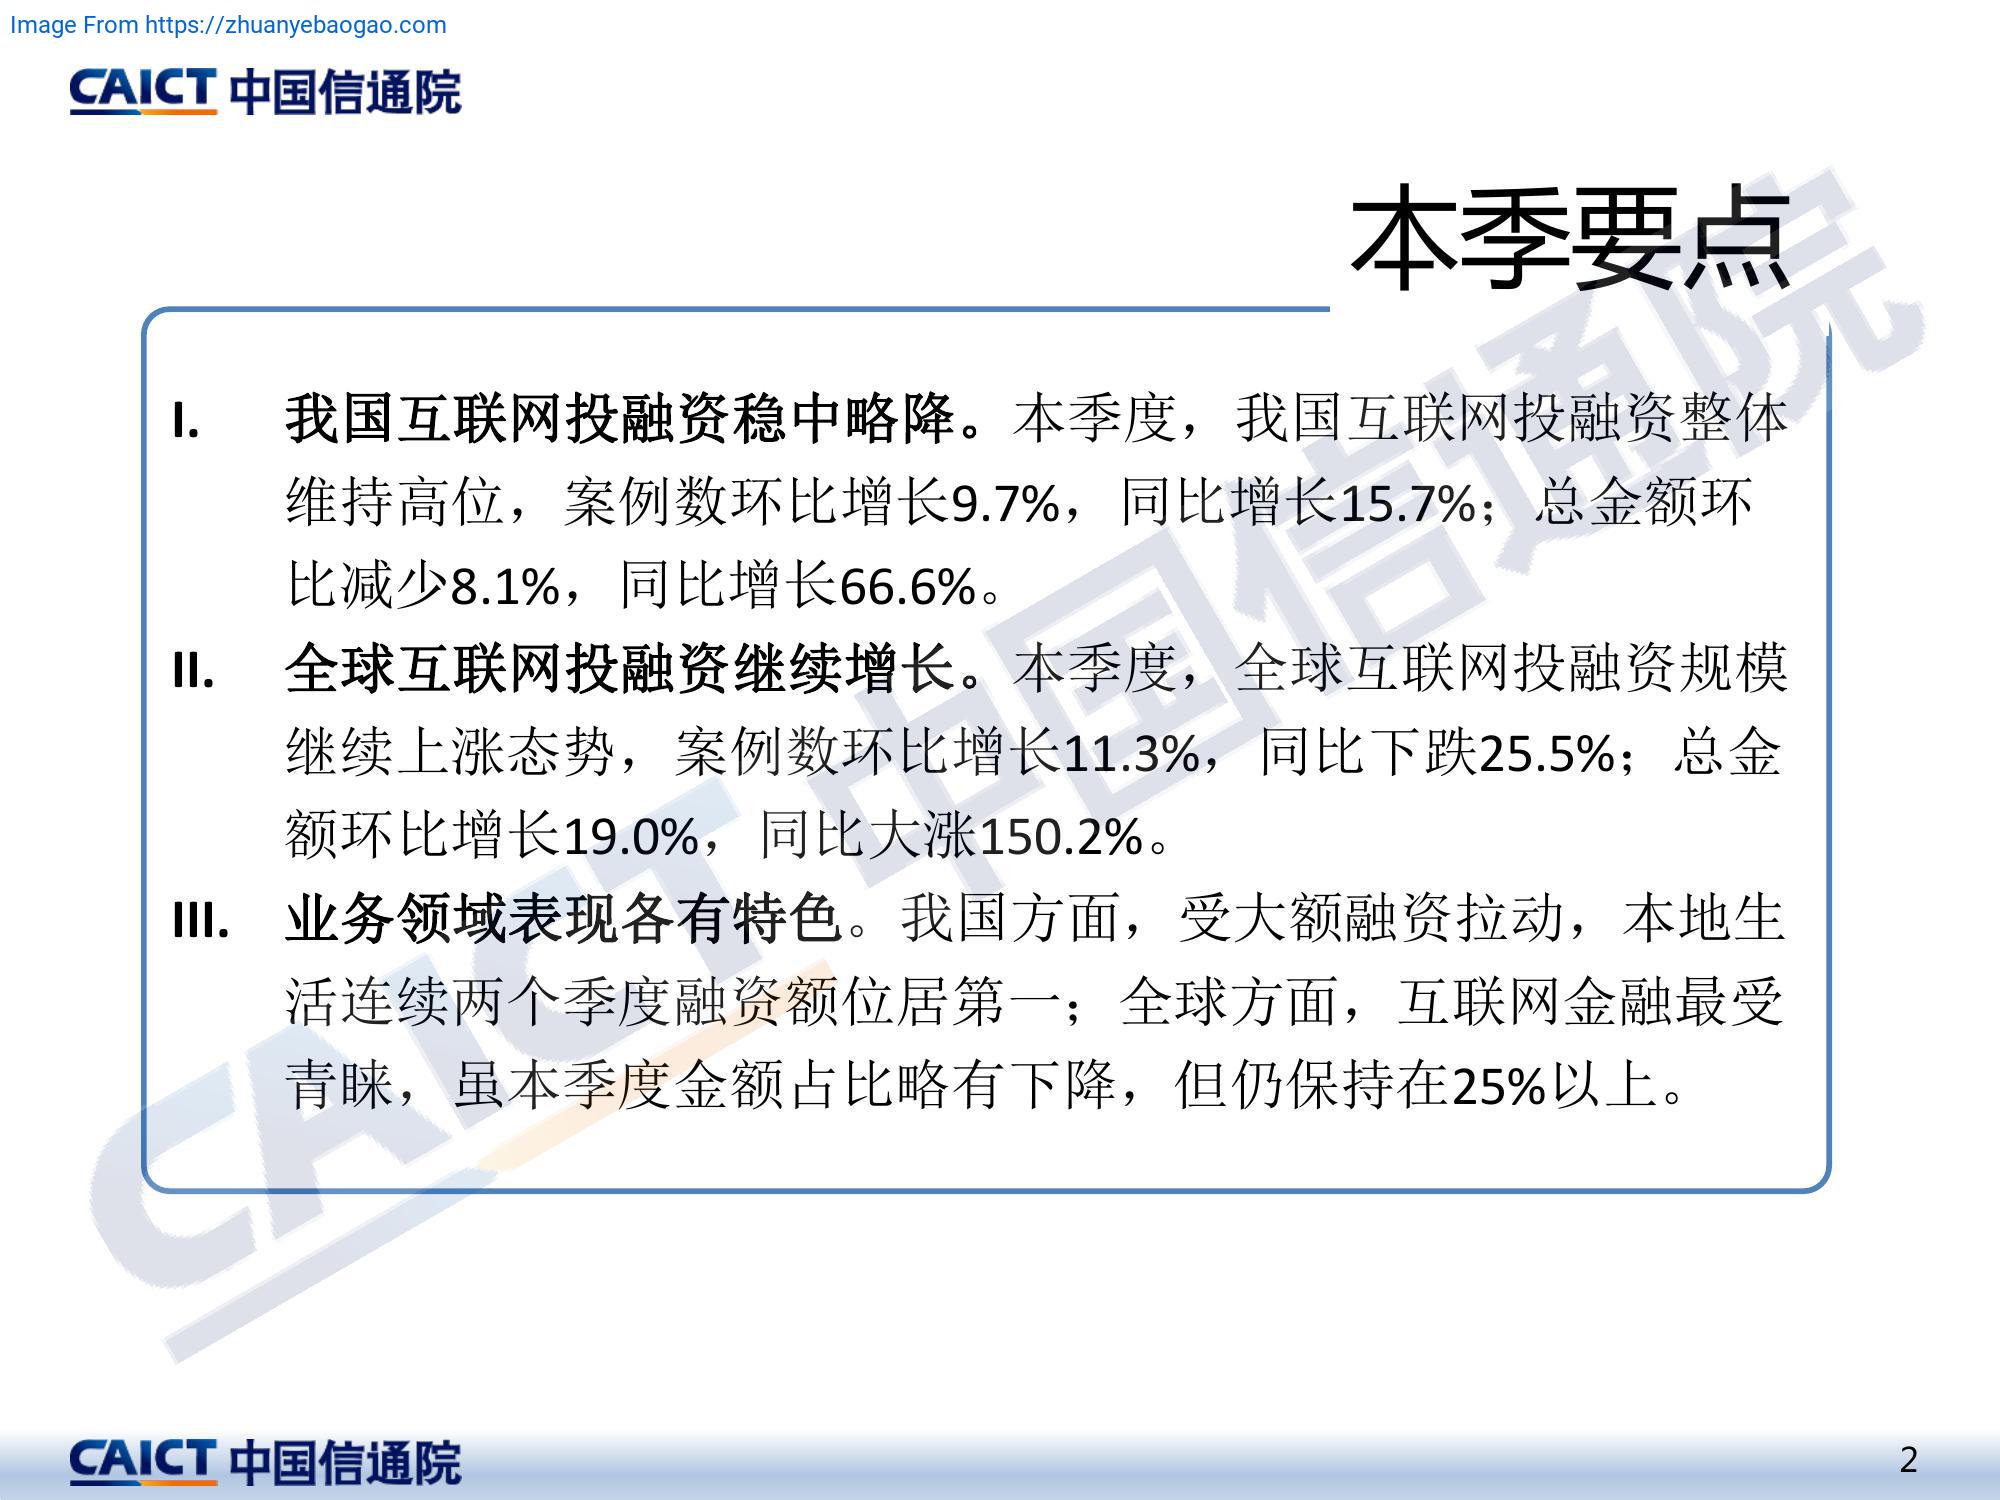 Image From https://zhuanyebaogao.com
CAICT 中国信通院
本季要点
I. 我国互联网投融资稳中略降。本季度，我国互联网投融资整体
维持高位，案例数环比增长9.7%，同比增长15.7%；总金额环
比减少8.1%，同比增长66.6%。
II. 全球互联网投融资继续增长。本季度，全球互联网投融资规模
继续上涨态势，案例数环比增长11.3%，同比下跌25.5%；总金
额环比增长19.0%，同比大涨150.2%。
III. 业务领域表现各有特色。我国方面，受大额融资拉动，本地生
活连续两个季度融资额位居第一；全球方面，互联网金融最受
青睐，虽本季度金额占比略有下降，但仍保持在25%以上。
CAICT 中国信通院
CAICT 中国信通院
2